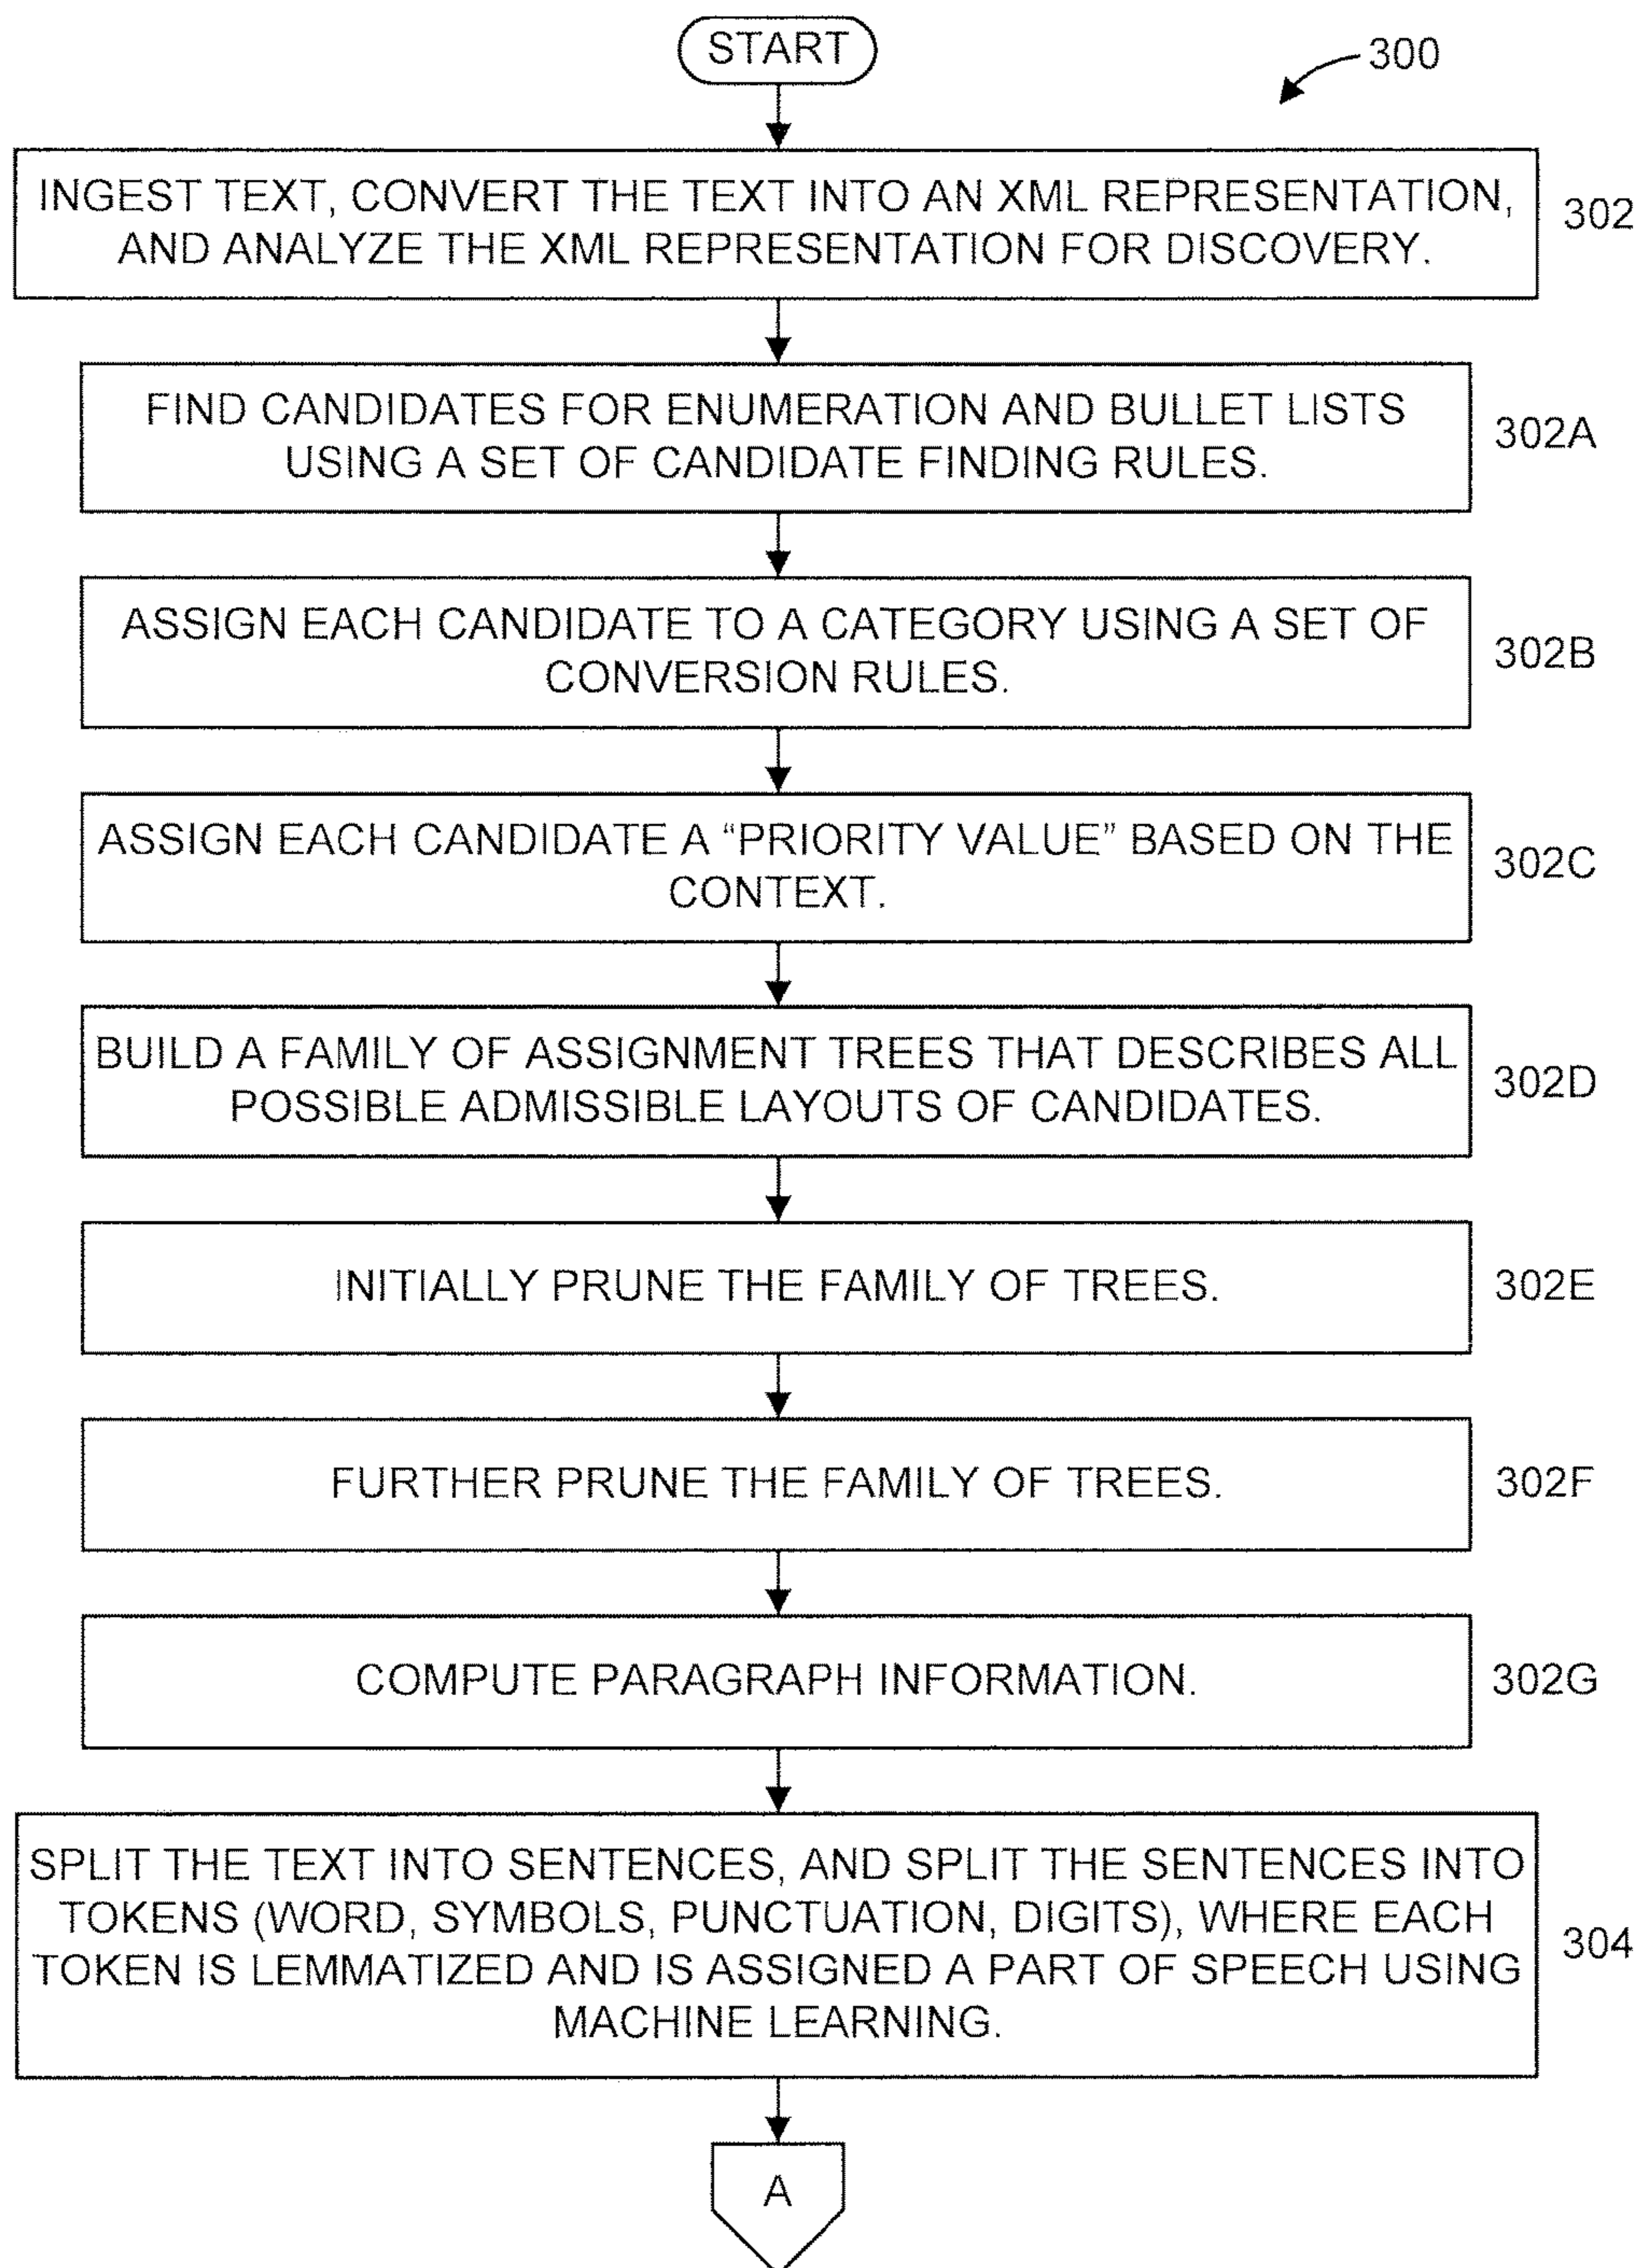 START
300
INGEST TEXT, CONVERT THE TEXT INTO AN XML REPRESENTATION,
AND ANALYZE THE XML REPRESENTATION FOR DISCOVERY.
302
FIND CANDIDATES FOR ENUMERATION AND BULLET LISTS
USING A SET OF CANDIDATE FINDING RULES.
302A
ASSIGN EACH CANDIDATE TO A CATEGORY USING A SET OF
CONVERSION RULES.
302B
ASSIGN EACH CANDIDATE A “PRIORITY VALUE” BASED ON THE
CONTEXT.
302C
BUILD A FAMILY OF ASSIGNMENT TREES THAT DESCRIBES ALL
POSSIBLE ADMISSIBLE LAYOUTS OF CANDIDATES.
302D
INITIALLY PRUNE THE FAMILY OF TREES.
302E
FURTHER PRUNE THE FAMILY OF TREES.
302F
COMPUTE PARAGRAPH INFORMATION.
302G
SPLIT THE TEXT INTO SENTENCES, AND SPLIT THE SENTENCES INTO
TOKENS (WORD, SYMBOLS, PUNCTUATION, DIGITS), WHERE EACH
TOKEN IS LEMMATIZED AND IS ASSIGNED A PART OF SPEECH USING
MACHINE LEARNING.
304
A